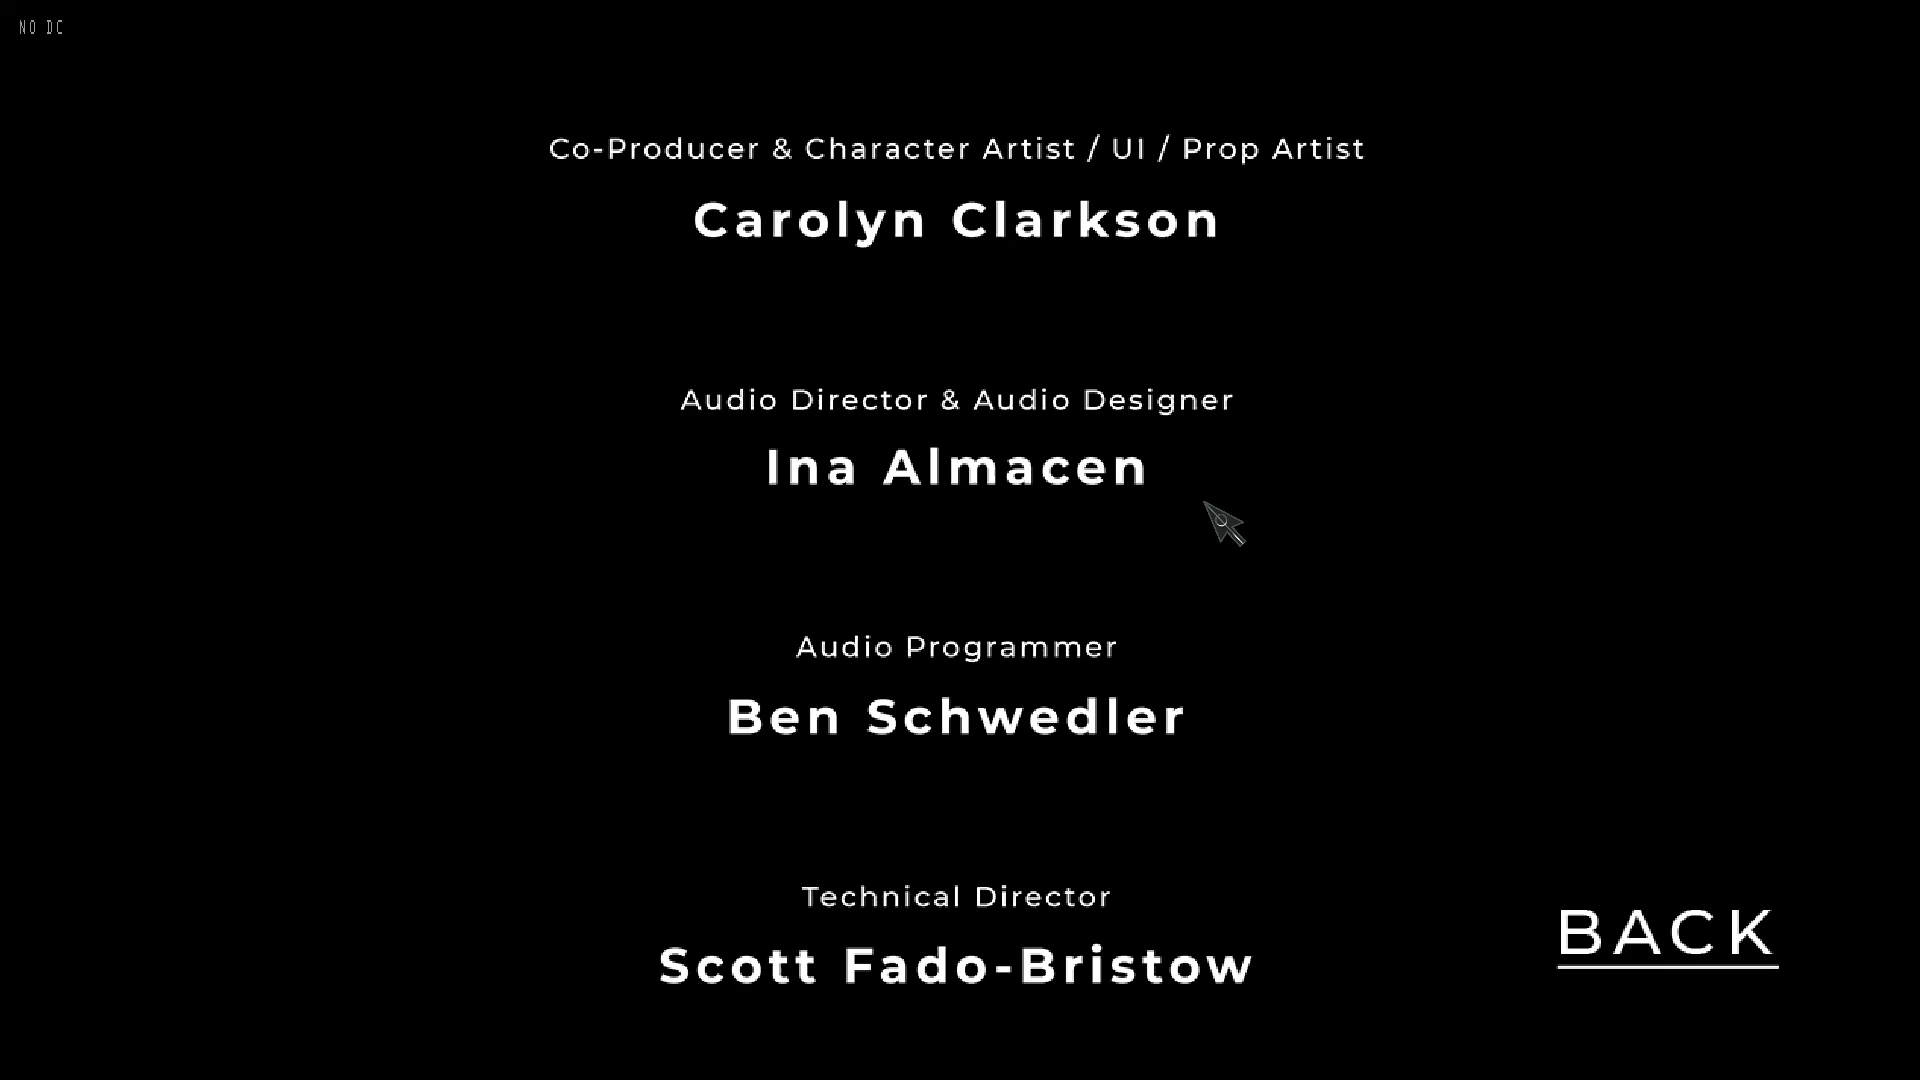 NO DC
Co-Producer & Character Artist / UI / Prop Artist
Carolyn Clarkson
Audio Director & Audio Designer
Ina Almacen
Audio Programmer
Ben Schwedler
Technical Director
Scott Fado-Bristow
BACK